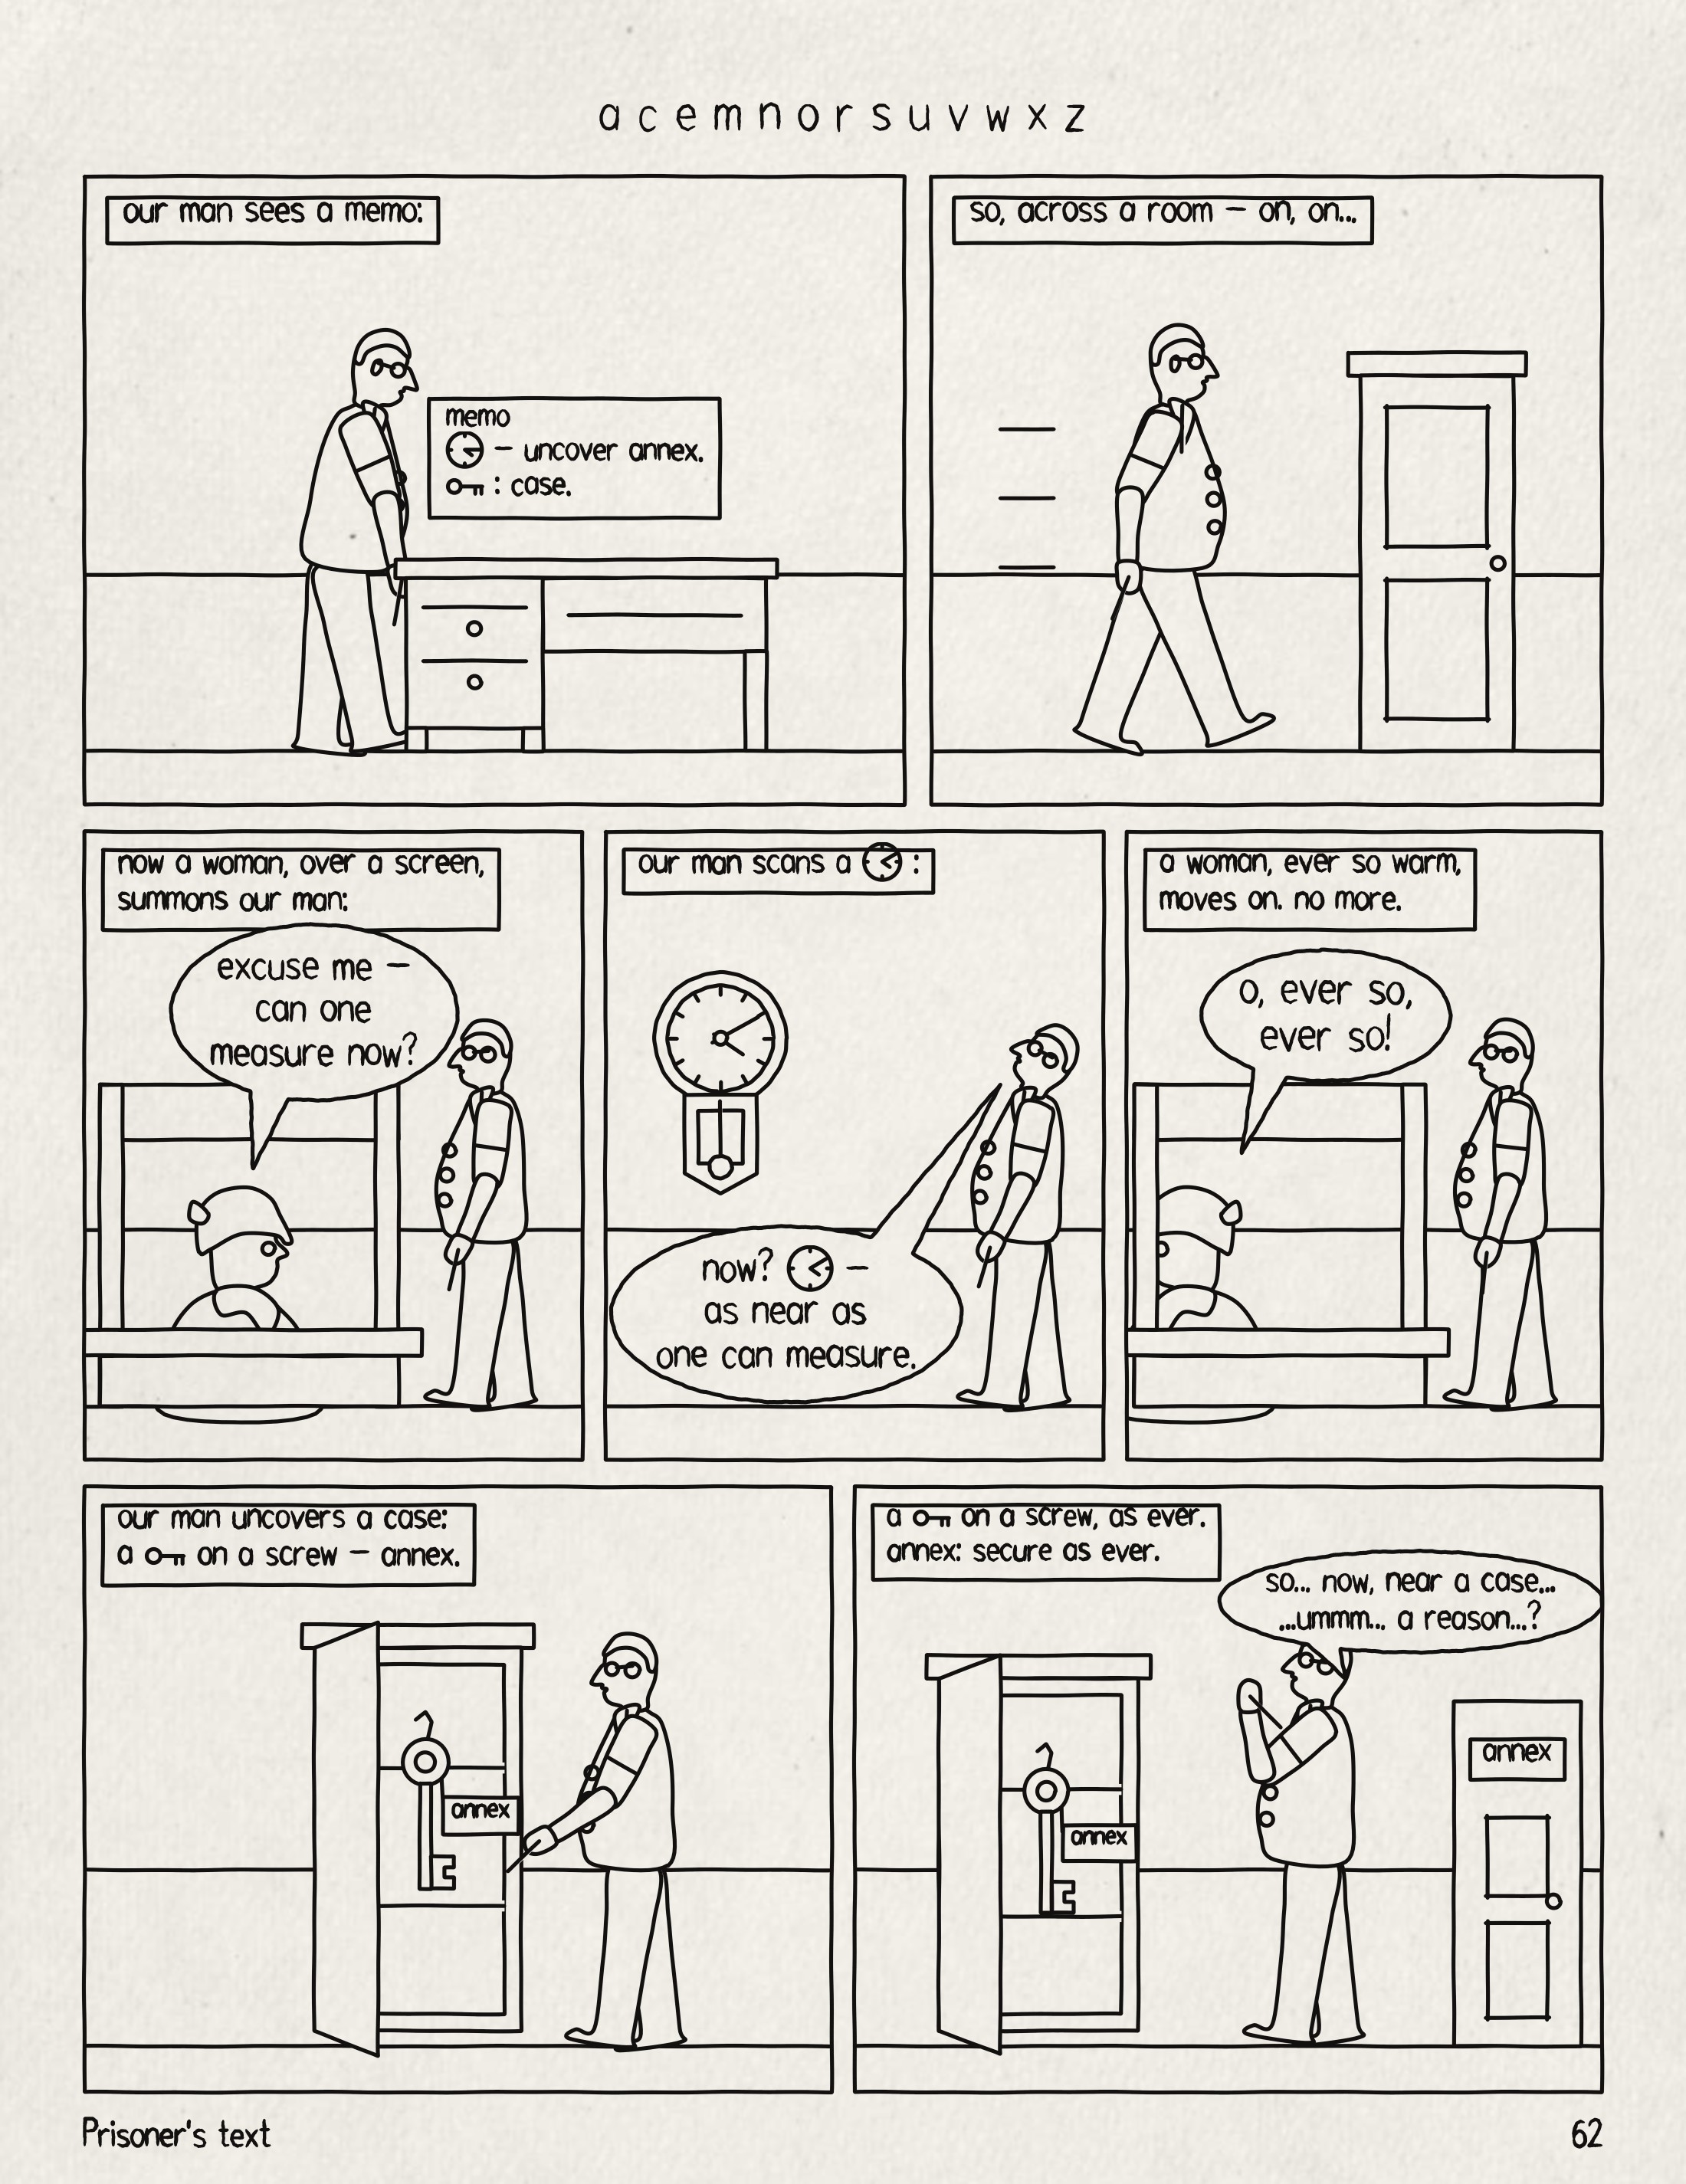 a c e m n o r s u v w x z
our man sees a memo:
memo
– uncover annex.
: case.
so, across a room – on, on...
now a woman, over a screen,
summons our man:
excuse me –
can one
measure now?
our man scans a :
now? –
as near as
one can measure.
a woman, ever so warm,
moves on. no more.
o, ever so,
ever so!
our man uncovers a case:
a on a screw – annex.
annex
a on a screw, as ever.
annex: secure as ever.
so... now, near a case...
...ummm... a reason...?
annex
annex
Prisoner's text
62